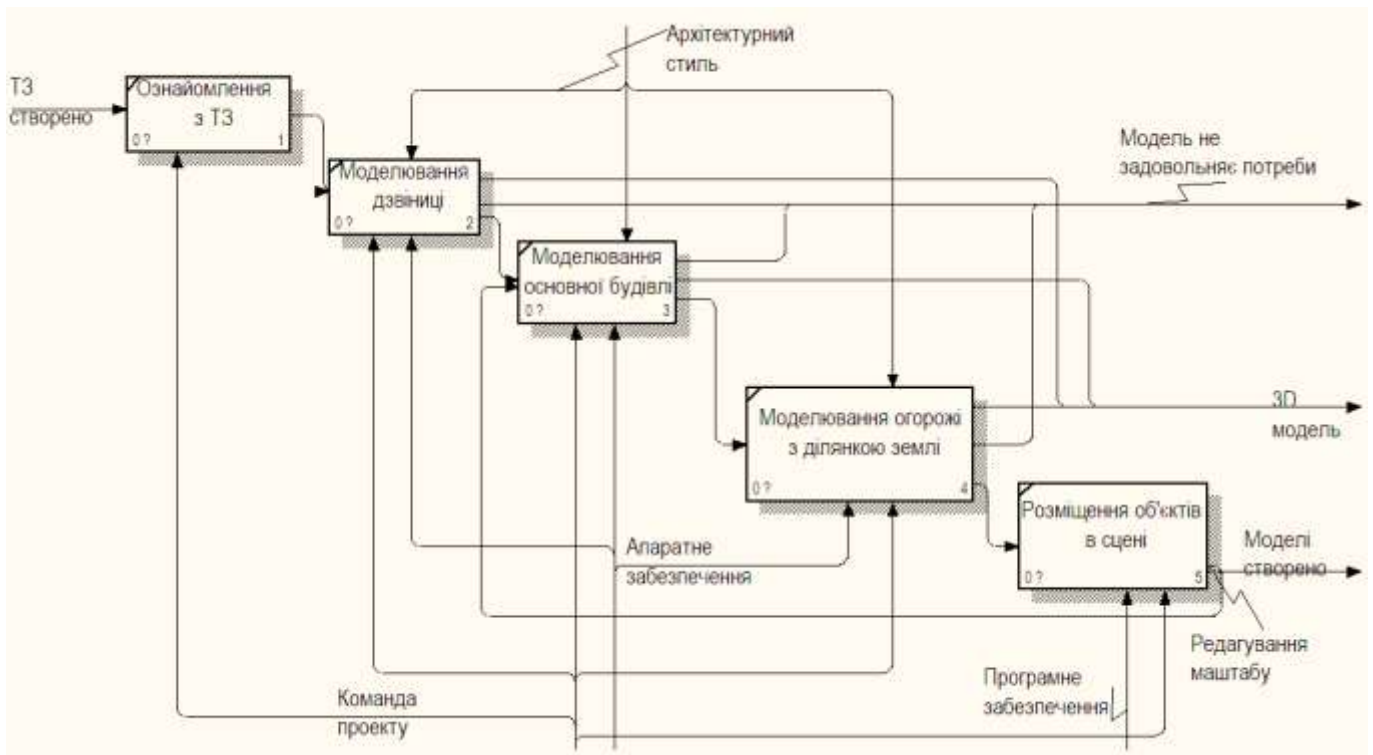 Архітектурний
стиль
ТЗ
створено
Ознайомлення
з ТЗ
0 ?
1
Модель не
задовольняє потреби
Моделювання
дзвіниці
0 ?
2
Моделювання
основної будівлі
0 ?
3
3D
модель
Моделювання огорожі
з ділянкою землі
0 ?
4
Розміщення об'єктів
в сцені
0 ?
5
Моделі
створено
Апаратне
забезпечення
Редагування
маштабу
Програмне
забезпечення
Команда
проекту